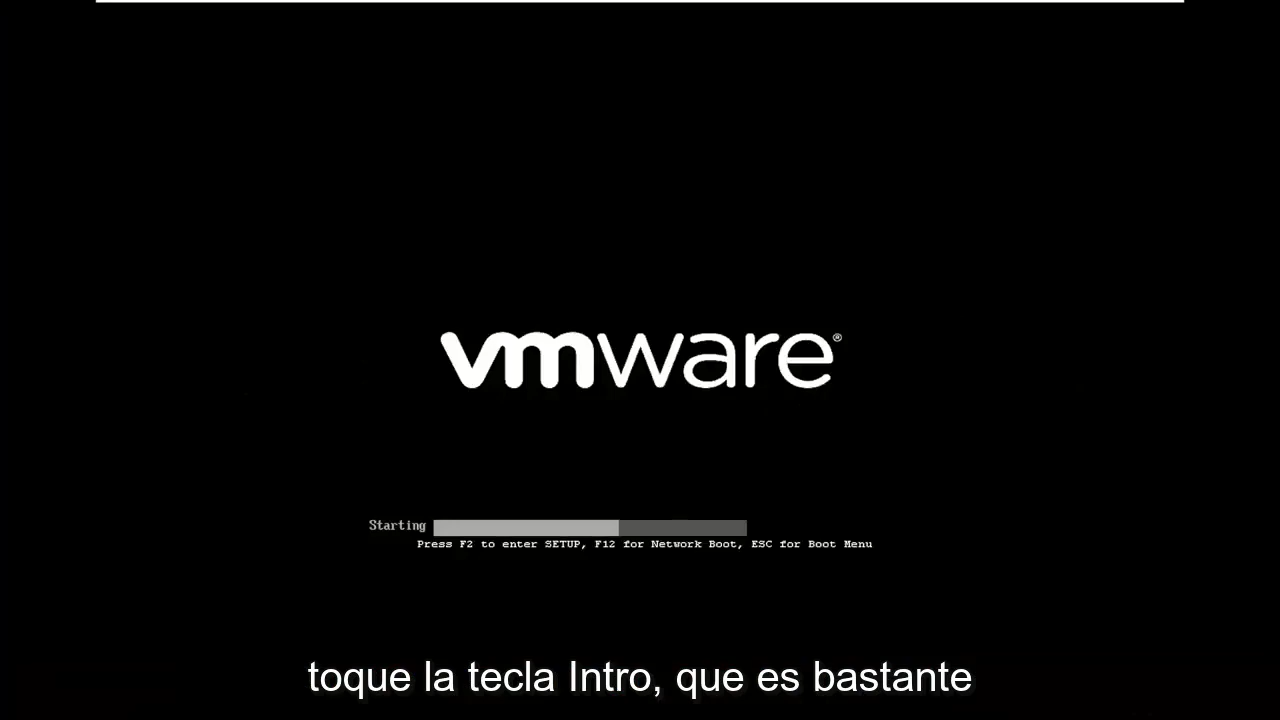 vmware®
Starting
Press F2 to enter SETUP, F12 for Network Boot, ESC for Boot Menu
toque la tecla Intro, que es bastante